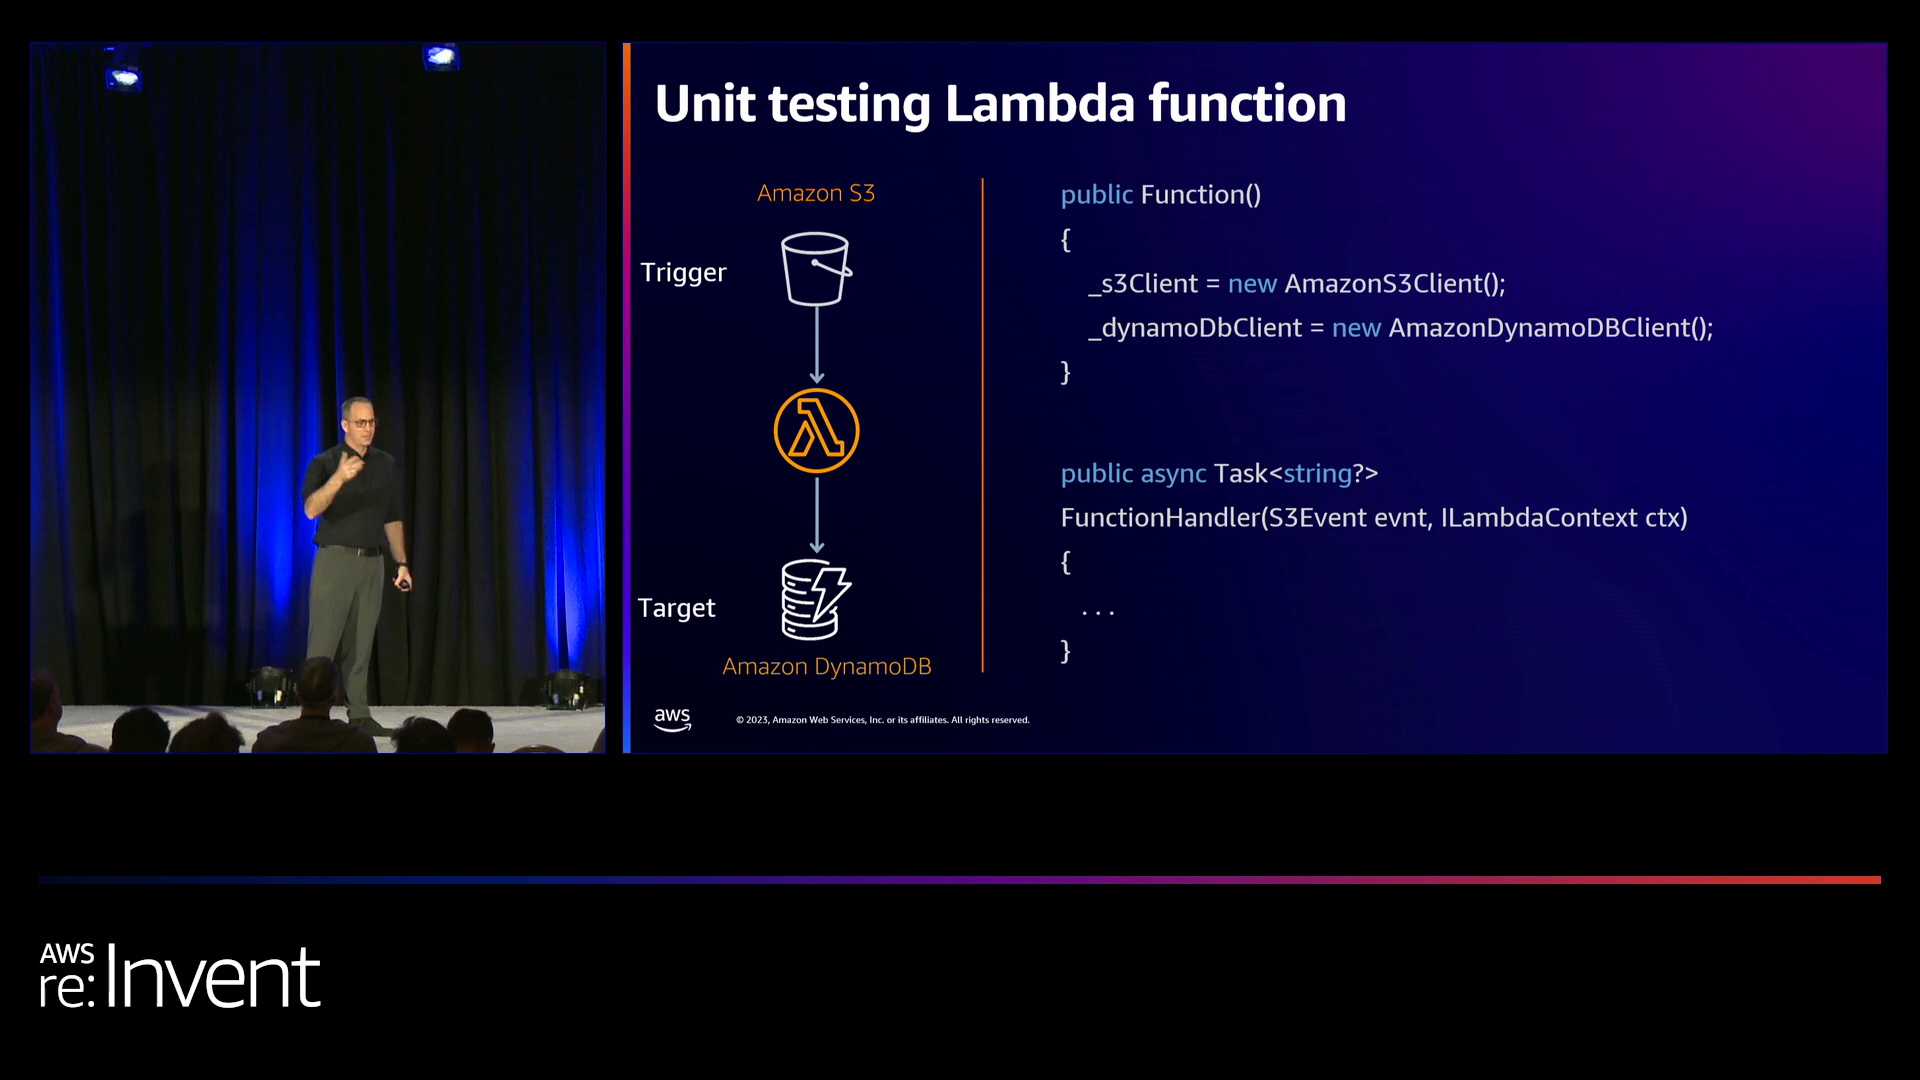 Unit testing Lambda function
Amazon S3
Trigger
Target
Amazon DynamoDB
public Function()
{
_s3Client = new AmazonS3Client();
_dynamoDbClient = new AmazonDynamoDBClient();
}
public async Task<string?>
FunctionHandler(S3Event evnt, ILambdaContext ctx)
{
...
}
aws
© 2023, Amazon Web Services, Inc. or its affiliates. All rights reserved.
AWS
re:Invent